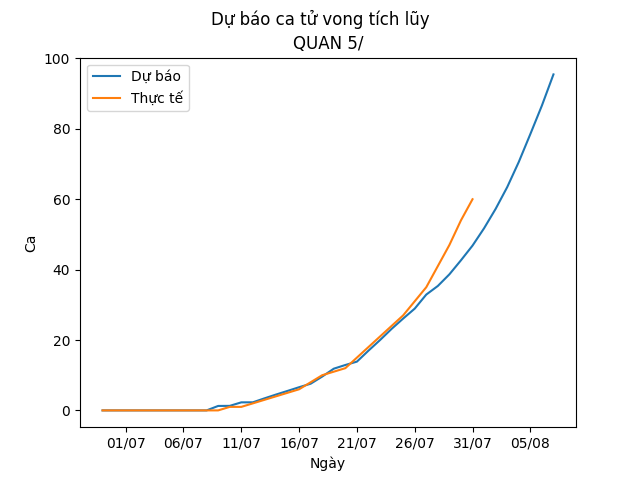 Dự báo ca tử vong tích lũy
QUAN 5/
Dự báo
Thực tế
100
80
60
40
20
0
Ca
01/07 06/07 11/07 16/07 21/07 26/07 31/07 05/08
Ngày